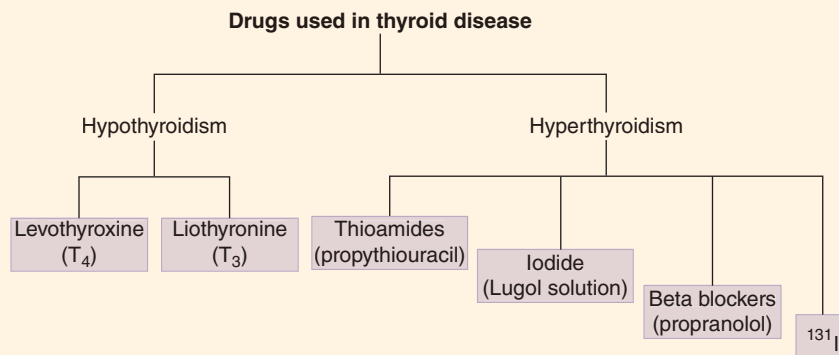 Drugs used in thyroid disease
Hypothyroidism
Hyperthyroidism
Levothyroxine
(T₄)
Liothyronine
(T₃)
Thioamides
(propythiouracil)
Iodide
(Lugol solution)
Beta blockers
(propranolol)
¹³¹I